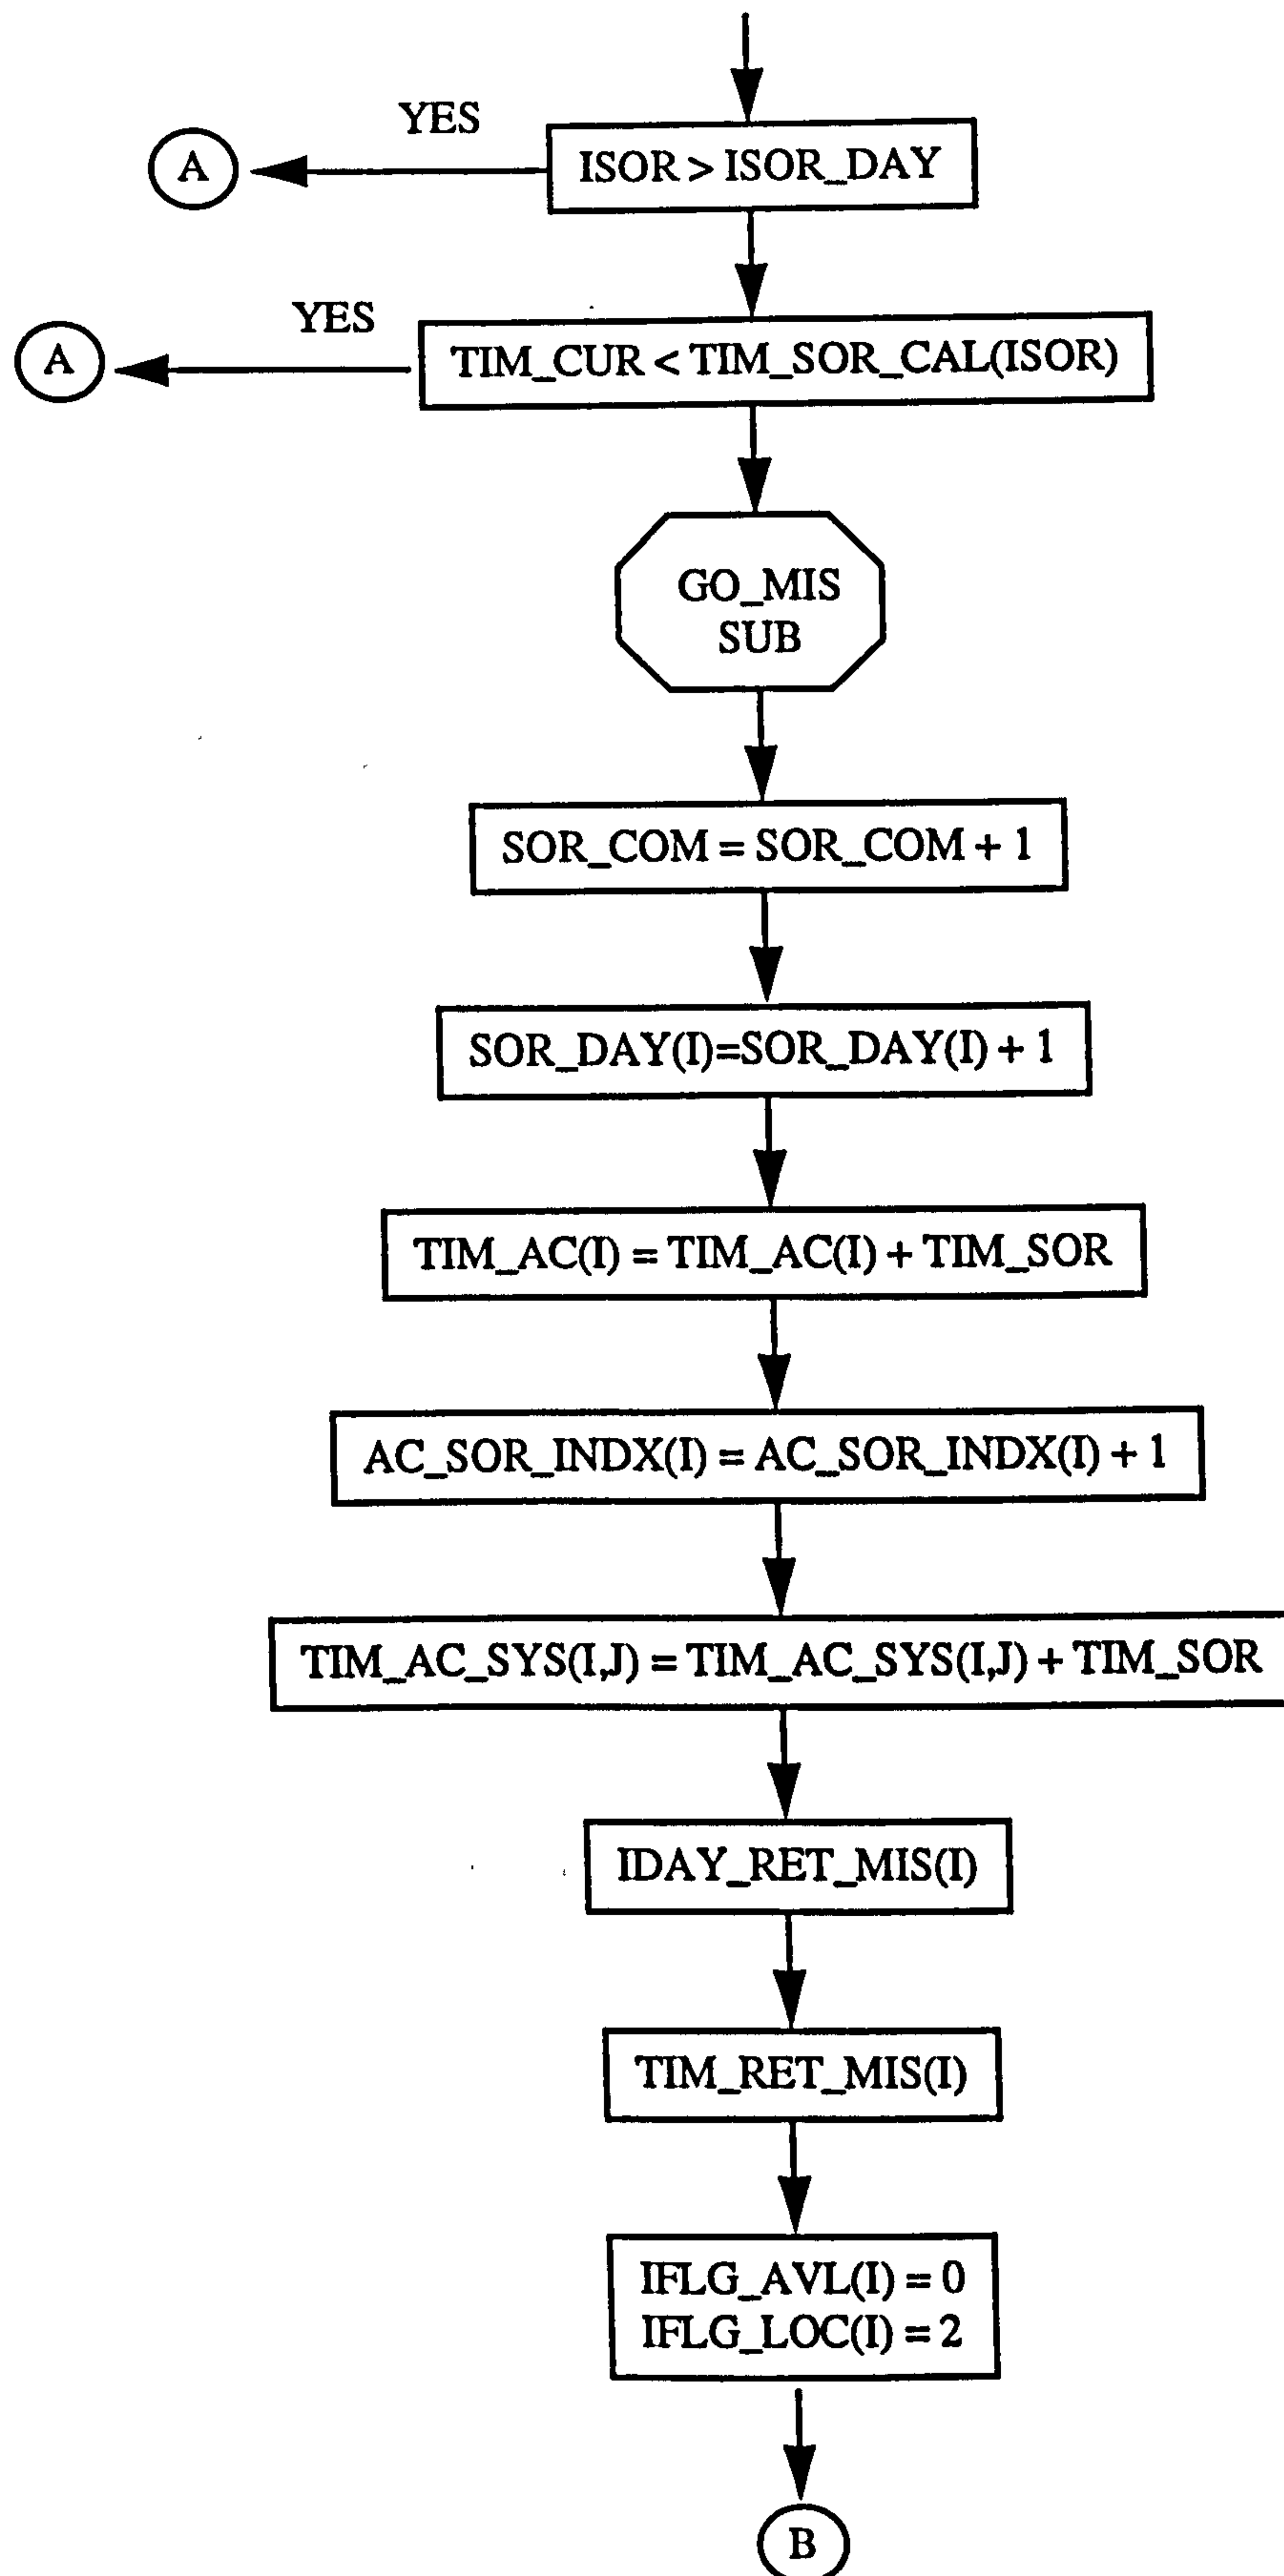 YES
A
ISOR > ISOR_DAY
YES
A
TIM_CUR < TIM_SOR_CAL(ISOR)
GO_MIS
SUB
SOR_COM = SOR_COM + 1
SOR_DAY(I)=SOR_DAY(I) + 1
TIM_AC(I) = TIM_AC(I) + TIM_SOR
AC_SOR_INDX(I) = AC_SOR_INDX(I) + 1
TIM_AC_SYS(I,J) = TIM_AC_SYS(I,J) + TIM_SOR
IDAY_RET_MIS(I)
TIM_RET_MIS(I)
IFLG_AVL(I) = 0
IFLG_LOC(I) = 2
B